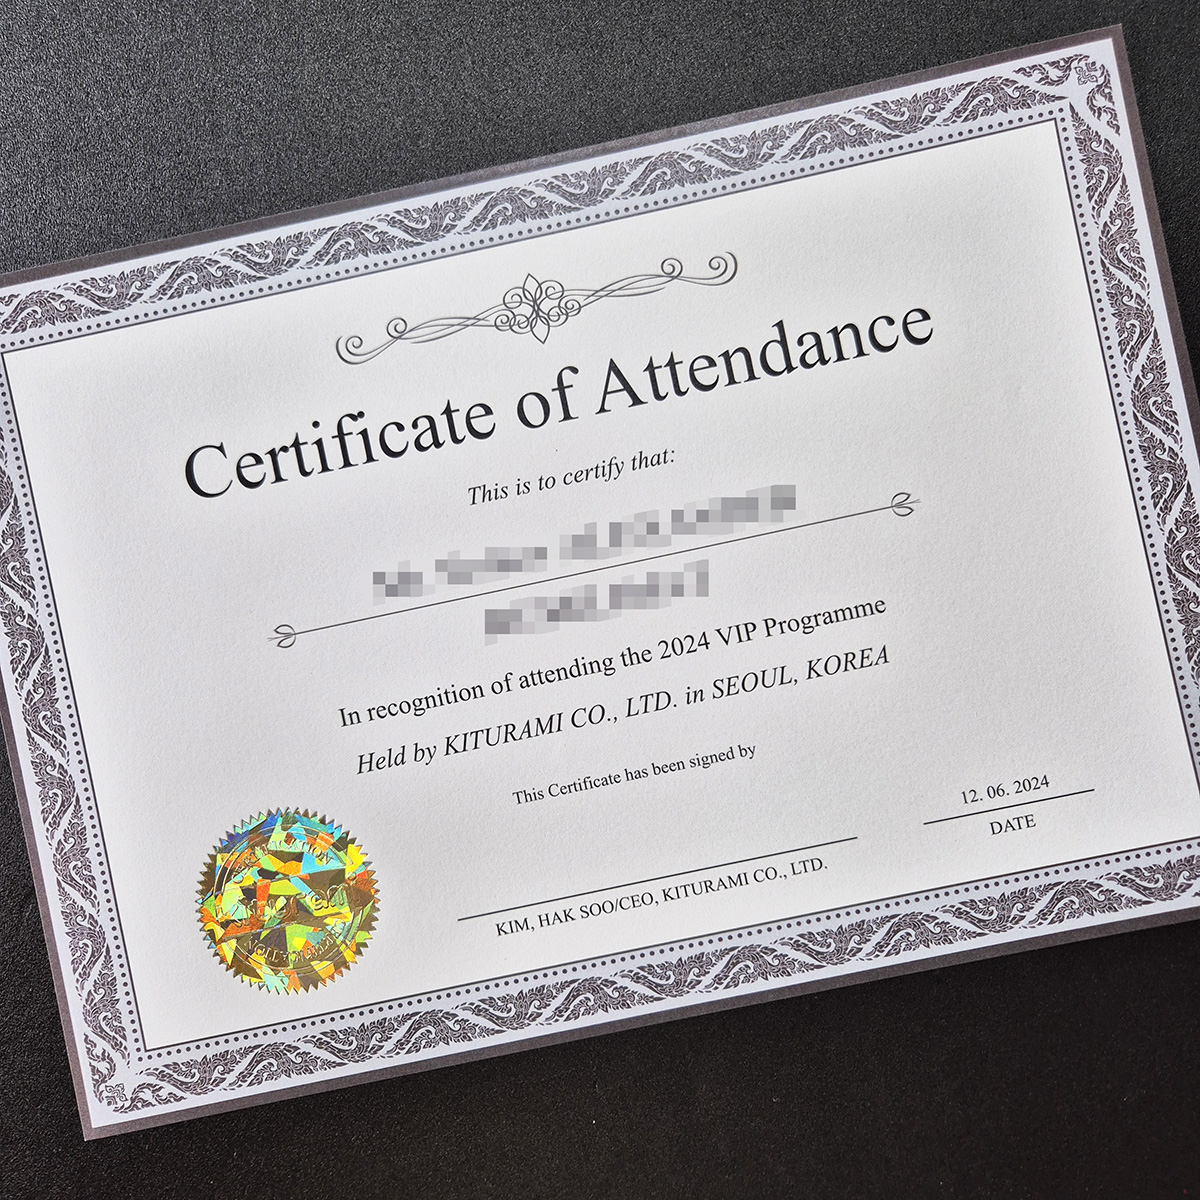 Certificate of Attendance
This is to certify that:
In recognition of attending the 2024 VIP Programme
Held by KITURAMI CO., LTD. in SEOUL, KOREA
This Certificate has been signed by
12. 06. 2024
DATE
KIM, HAK SOO/CEO, KITURAMI CO., LTD.